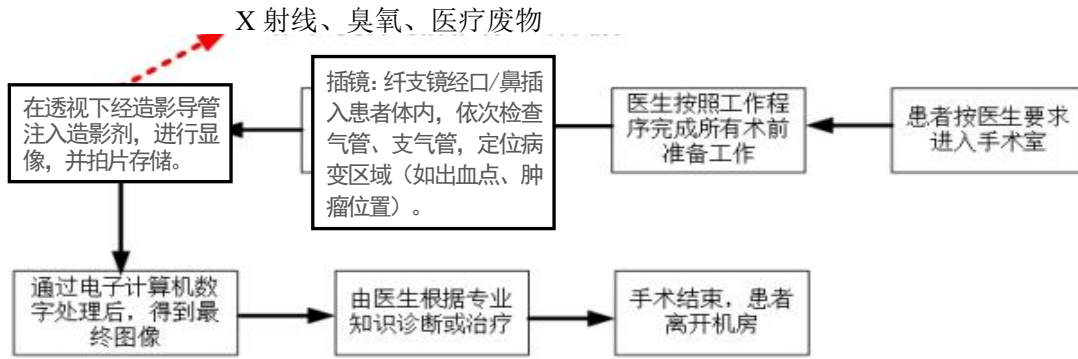 X 射线、臭氧、医疗废物
患者按医生要求
进入手术室
医生按照工作程
序完成所有术前
准备工作
插镜：纤支镜经口/鼻插
入患者体内，依次检查
气管、支气管，定位病
变区域（如出血点、肿
瘤位置）。
在透视下经造影导管
注入造影剂，进行显
像，并拍片存储。
通过电子计算机数
字处理后，得到最
终图像
由医生根据专业
知识诊断或治疗
手术结束，患者
离开机房